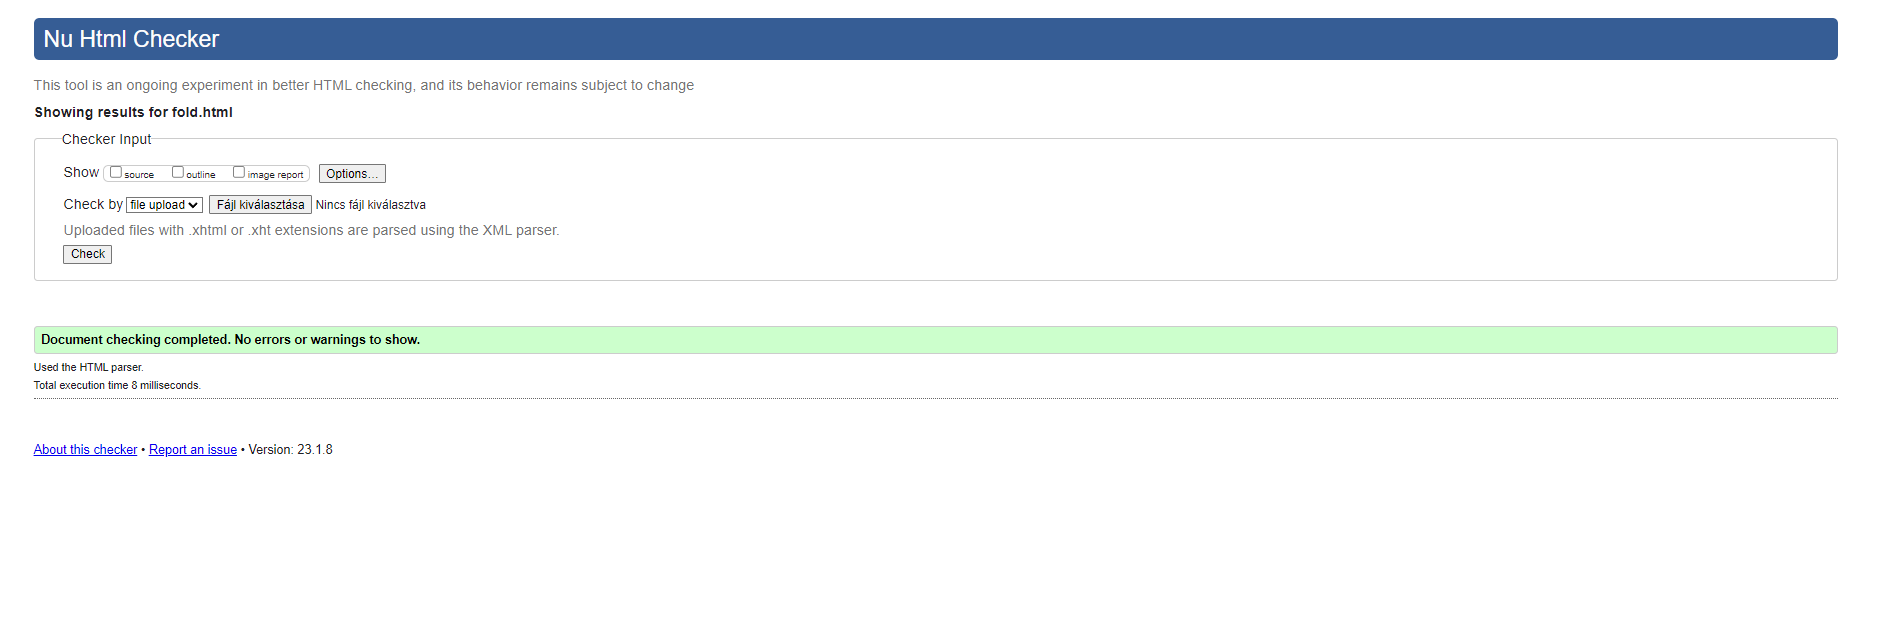 Nu Html Checker
This tool is an ongoing experiment in better HTML checking, and its behavior remains subject to change
Showing results for fold.html
Checker Input
Show source outline image report Options...
Check by file upload Fájl kiválasztása Nincs fájl kiválasztva
Uploaded files with .xhtml or .xht extensions are parsed using the XML parser.
Check
Document checking completed. No errors or warnings to show.
Used the HTML parser.
Total execution time 8 milliseconds.
About this checker • Report an issue • Version: 23.1.8